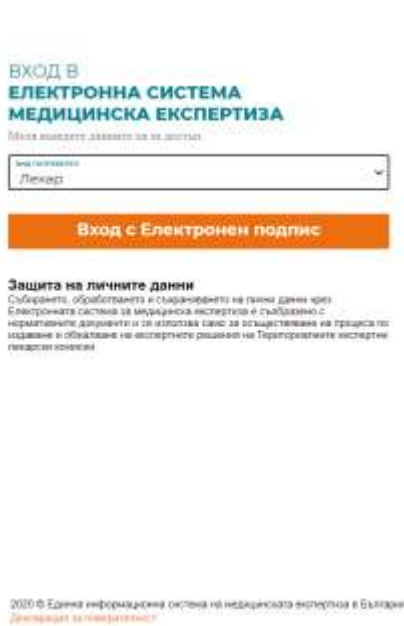 ВХОД В
ЕЛЕКТРОННА СИСТЕМА
МЕДИЦИНСКА ЕКСПЕРТИЗА
Моля въведете данните си за достъп.
Вид потребител
Лекар
Вход с Електронен подпис
Защита на личните данни
Събирането, обработването и съхраняването на лични данни чрез
Електронната система за медицинска експертиза е съобразено с
нормативните документи и се използва само за осъществяване на процеса по
издаване и обжалване на експертните решения на Териториалните експертни
лекарски комисии
2020 © Единна информационна система на медицинската експертиза в България
Декларация за поверителност